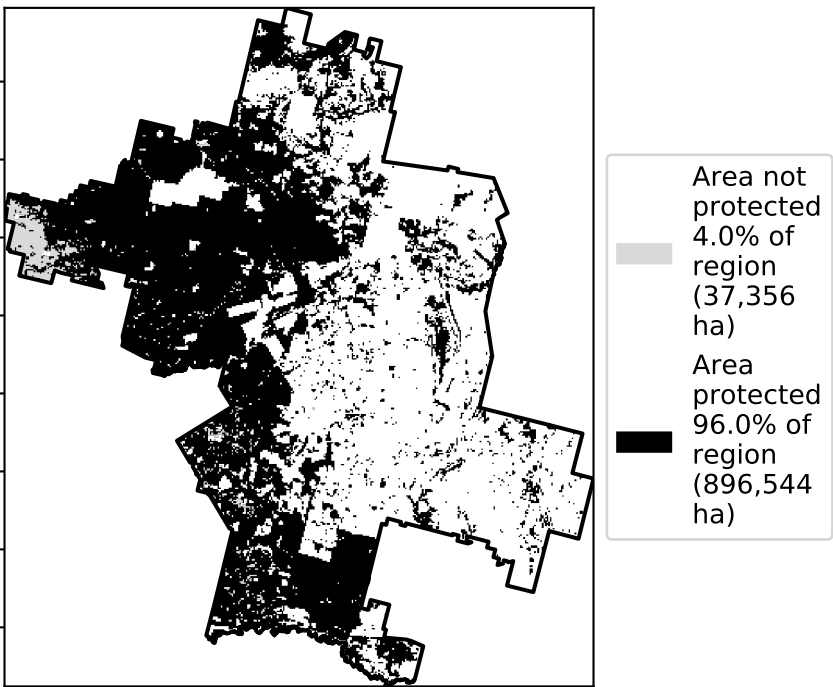 Area not
protected
4.0% of
region
(37,356
ha)
Area
protected
96.0% of
region
(896,544
ha)